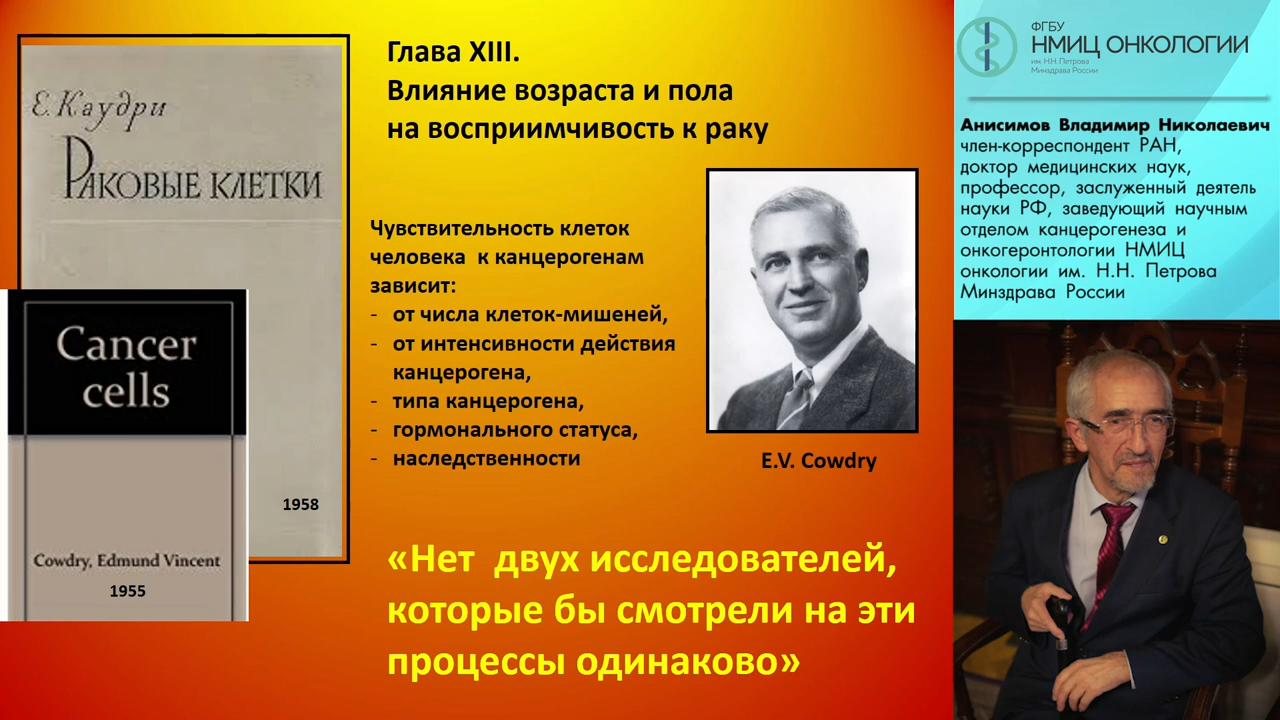 Е. Каудри
РАКОВЫЕ КЛЕТКИ
1958
Cancer
cells
Cowdry, Edmund Vincent
1955
Глава XIII.
Влияние возраста и пола
на восприимчивость к раку
Чувствительность клеток
человека к канцерогенам
зависит:
- от числа клеток-мишеней,
- от интенсивности действия
канцерогена,
- типа канцерогена,
- гормонального статуса,
- наследственности
E.V. Cowdry
«Нет двух исследователей,
которые бы смотрели на эти
процессы одинаково»
ФГБУ
НМИЦ ОНКОЛОГИИ
им. Н.Н. Петрова
Минздрава России
Анисимов Владимир Николаевич
член-корреспондент РАН,
доктор медицинских наук,
профессор, заслуженный деятель
науки РФ, заведующий научным
отделом канцерогенеза и
онкогеронтологии НМИЦ
онкологии им. Н.Н. Петрова
Минздрава России